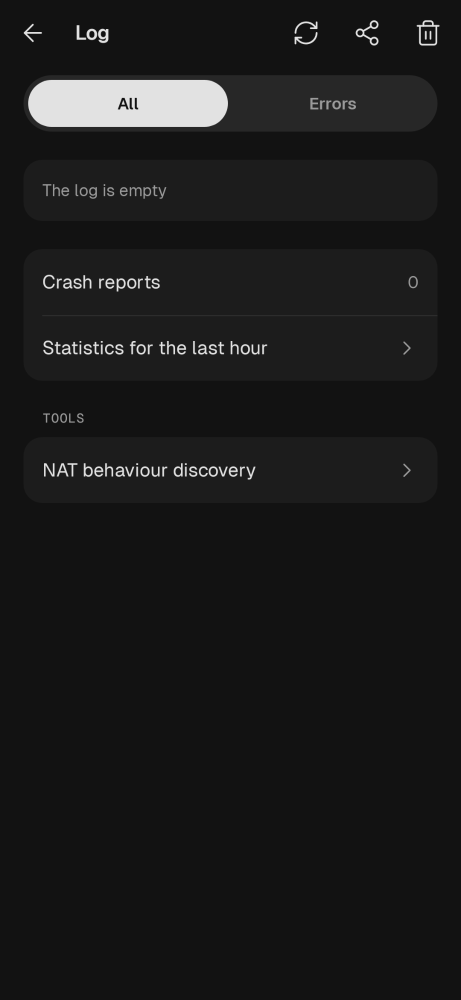 Log
All
Errors
The log is empty
Crash reports
0
Statistics for the last hour
TOOLS
NAT behaviour discovery